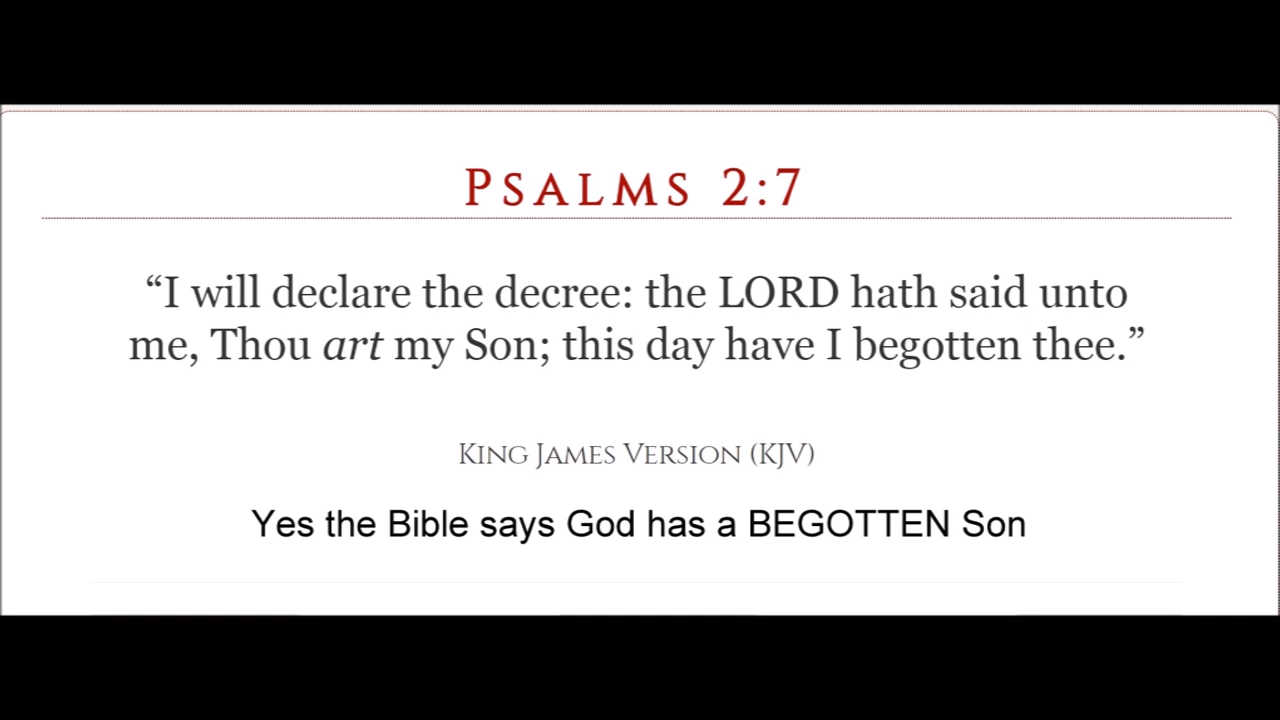 Psalms 2:7
“I will declare the decree: the LORD hath said unto
me, Thou art my Son; this day have I begotten thee.”
King James Version (KJV)
Yes the Bible says God has a BEGOTTEN Son